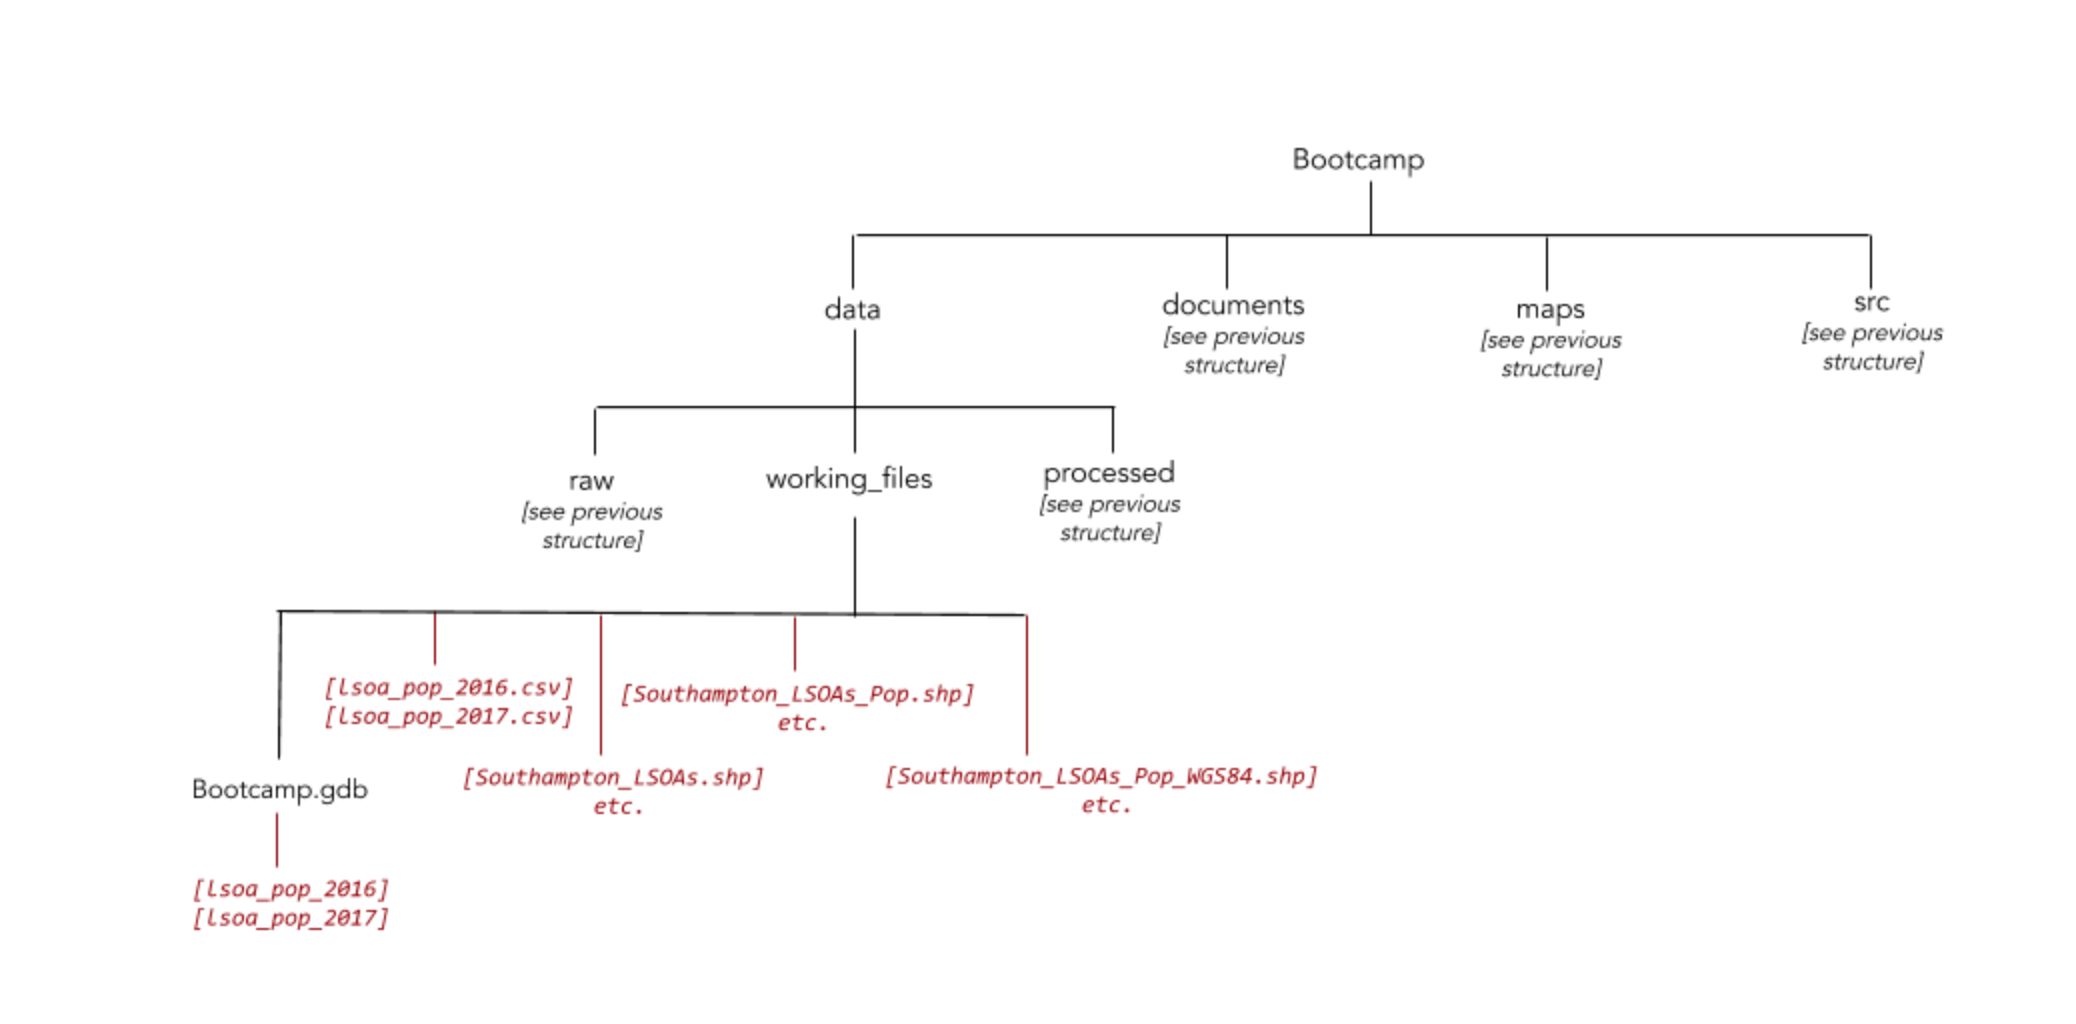 Bootcamp
data
documents
[see previous
structure]
maps
[see previous
structure]
src
[see previous
structure]
raw
[see previous
structure]
working_files
processed
[see previous
structure]
[lsoa_pop_2016.csv]
[lsoa_pop_2017.csv]
[Southampton_LSOAs_Pop.shp]
etc.
Bootcamp.gdb
[Southampton_LSOAs.shp]
etc.
[Southampton_LSOAs_Pop_WGS84.shp]
etc.
[lsoa_pop_2016]
[lsoa_pop_2017]